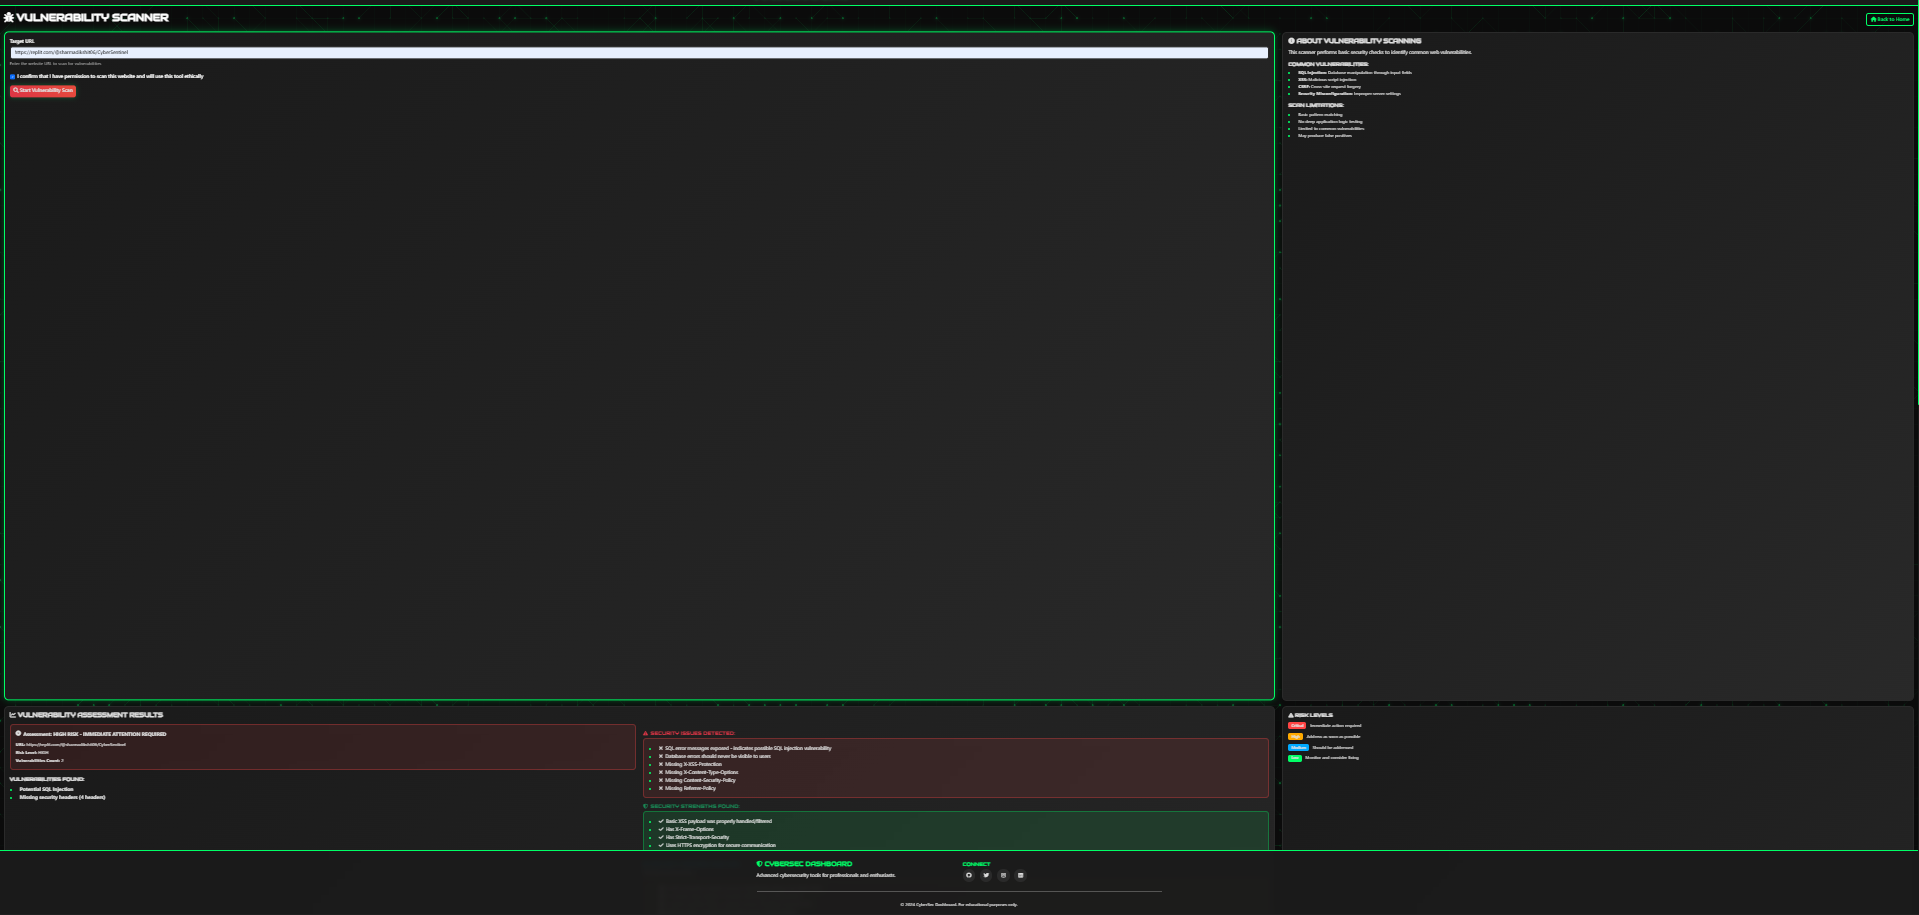 VULNERABILITY SCANNER
Back to Home
Target URL
https://replit.com/@sharmadikshit06/CyberSentinel
Enter the website URL to scan for vulnerabilities
I confirm that I have permission to scan this website and will use this tool ethically
Start Vulnerability Scan
ABOUT VULNERABILITY SCANNING
This scanner performs basic security checks to identify common web vulnerabilities.
COMMON VULNERABILITIES:
SQL Injection: Database manipulation through input fields
XSS: Malicious script injection
CSRF: Cross-site request forgery
Security Misconfiguration: Improper server settings
SCAN LIMITATIONS:
Basic pattern matching
No deep application logic testing
Limited to common vulnerabilities
May produce false positives
VULNERABILITY ASSESSMENT RESULTS
Assessment: HIGH RISK - IMMEDIATE ATTENTION REQUIRED
URL: https://replit.com/@sharmadikshit06/CyberSentinel
Risk Level: HIGH
Vulnerabilities Count: 2
VULNERABILITIES FOUND:
Potential SQL Injection
Missing security headers (4 headers)
SECURITY ISSUES DETECTED:
SQL error messages exposed - indicates possible SQL injection vulnerability
Database errors should never be visible to users
Missing X-XSS-Protection
Missing X-Content-Type-Options
Missing Content-Security-Policy
Missing Referrer-Policy
SECURITY STRENGTHS FOUND:
Basic XSS payload was properly handled/filtered
Has X-Frame-Options
Has Strict-Transport-Security
Uses HTTPS encryption for secure communication
RISK LEVELS
Critical Immediate action required
High Address as soon as possible
Medium Should be addressed
Low Monitor and consider fixing
CYBERSEC DASHBOARD
Advanced cybersecurity tools for professionals and enthusiasts.
CONNECT
© 2024 CyberSec Dashboard. For educational purposes only.